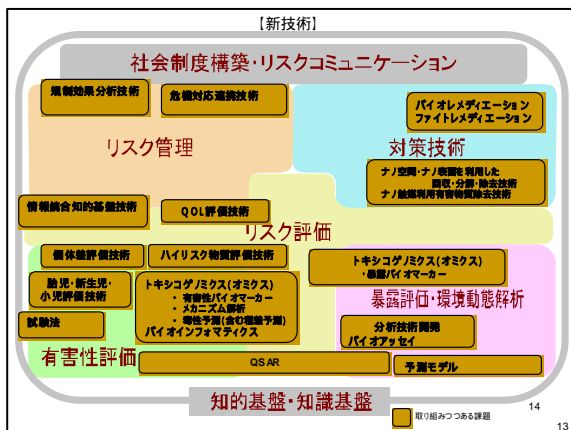 【新技術】
社会制度構築・リスクコミュニケーション
規制効果分析技術
危機対応連携技術
バイオレメディエーション
ファイトレメディエーション
リスク管理
対策技術
ナノ空間・ナノ表面を利用した
回収・分解・除去技術
ナノ触媒利用有害物質除去技術
情報統合知的基盤技術
QOL評価技術
リスク評価
個体差評価技術
ハイリスク物質評価技術
トキシコゲノミクス(オミクス)
・暴露バイオマーカー
胎児・新生児・
小児評価技術
トキシコゲノミクス(オミクス)
・ 有害性バイオマーカー
・ メカニズム解析
・ 毒性予測(含む種差予測)
バイオインフォマティクス
暴露評価・環境動態解析
試験法
分析技術開発
バイオアッセイ
有害性評価
QSAR
予測モデル
知的基盤・知識基盤
取り組みつつある課題
14
13